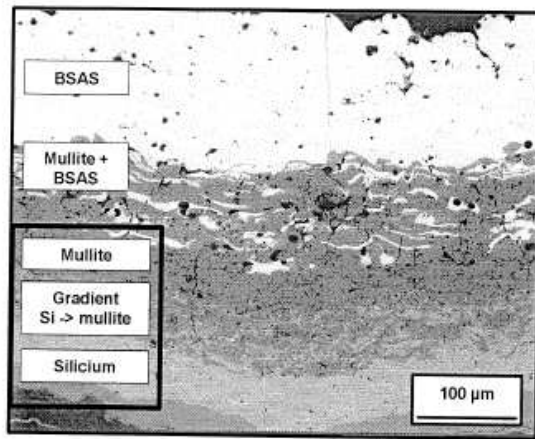 BSAS
Mullite +
BSAS
Mullite
Gradient
Si -> mullite
Silicium
100 µm